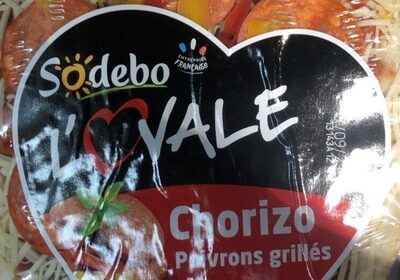 Sodebo
ENTREPRISE
FRANÇAISE
L'OVALE
Chorizo
Poivrons grillés